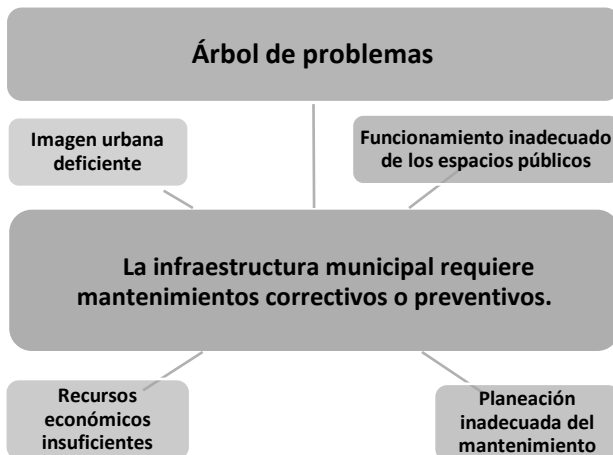 Árbol de problemas
Imagen urbana
deficiente
Funcionamiento inadecuado
de los espacios públicos
La infraestructura municipal requiere
mantenimientos correctivos o preventivos.
Recursos
económicos
insuficientes
Planeación
inadecuada del
mantenimiento